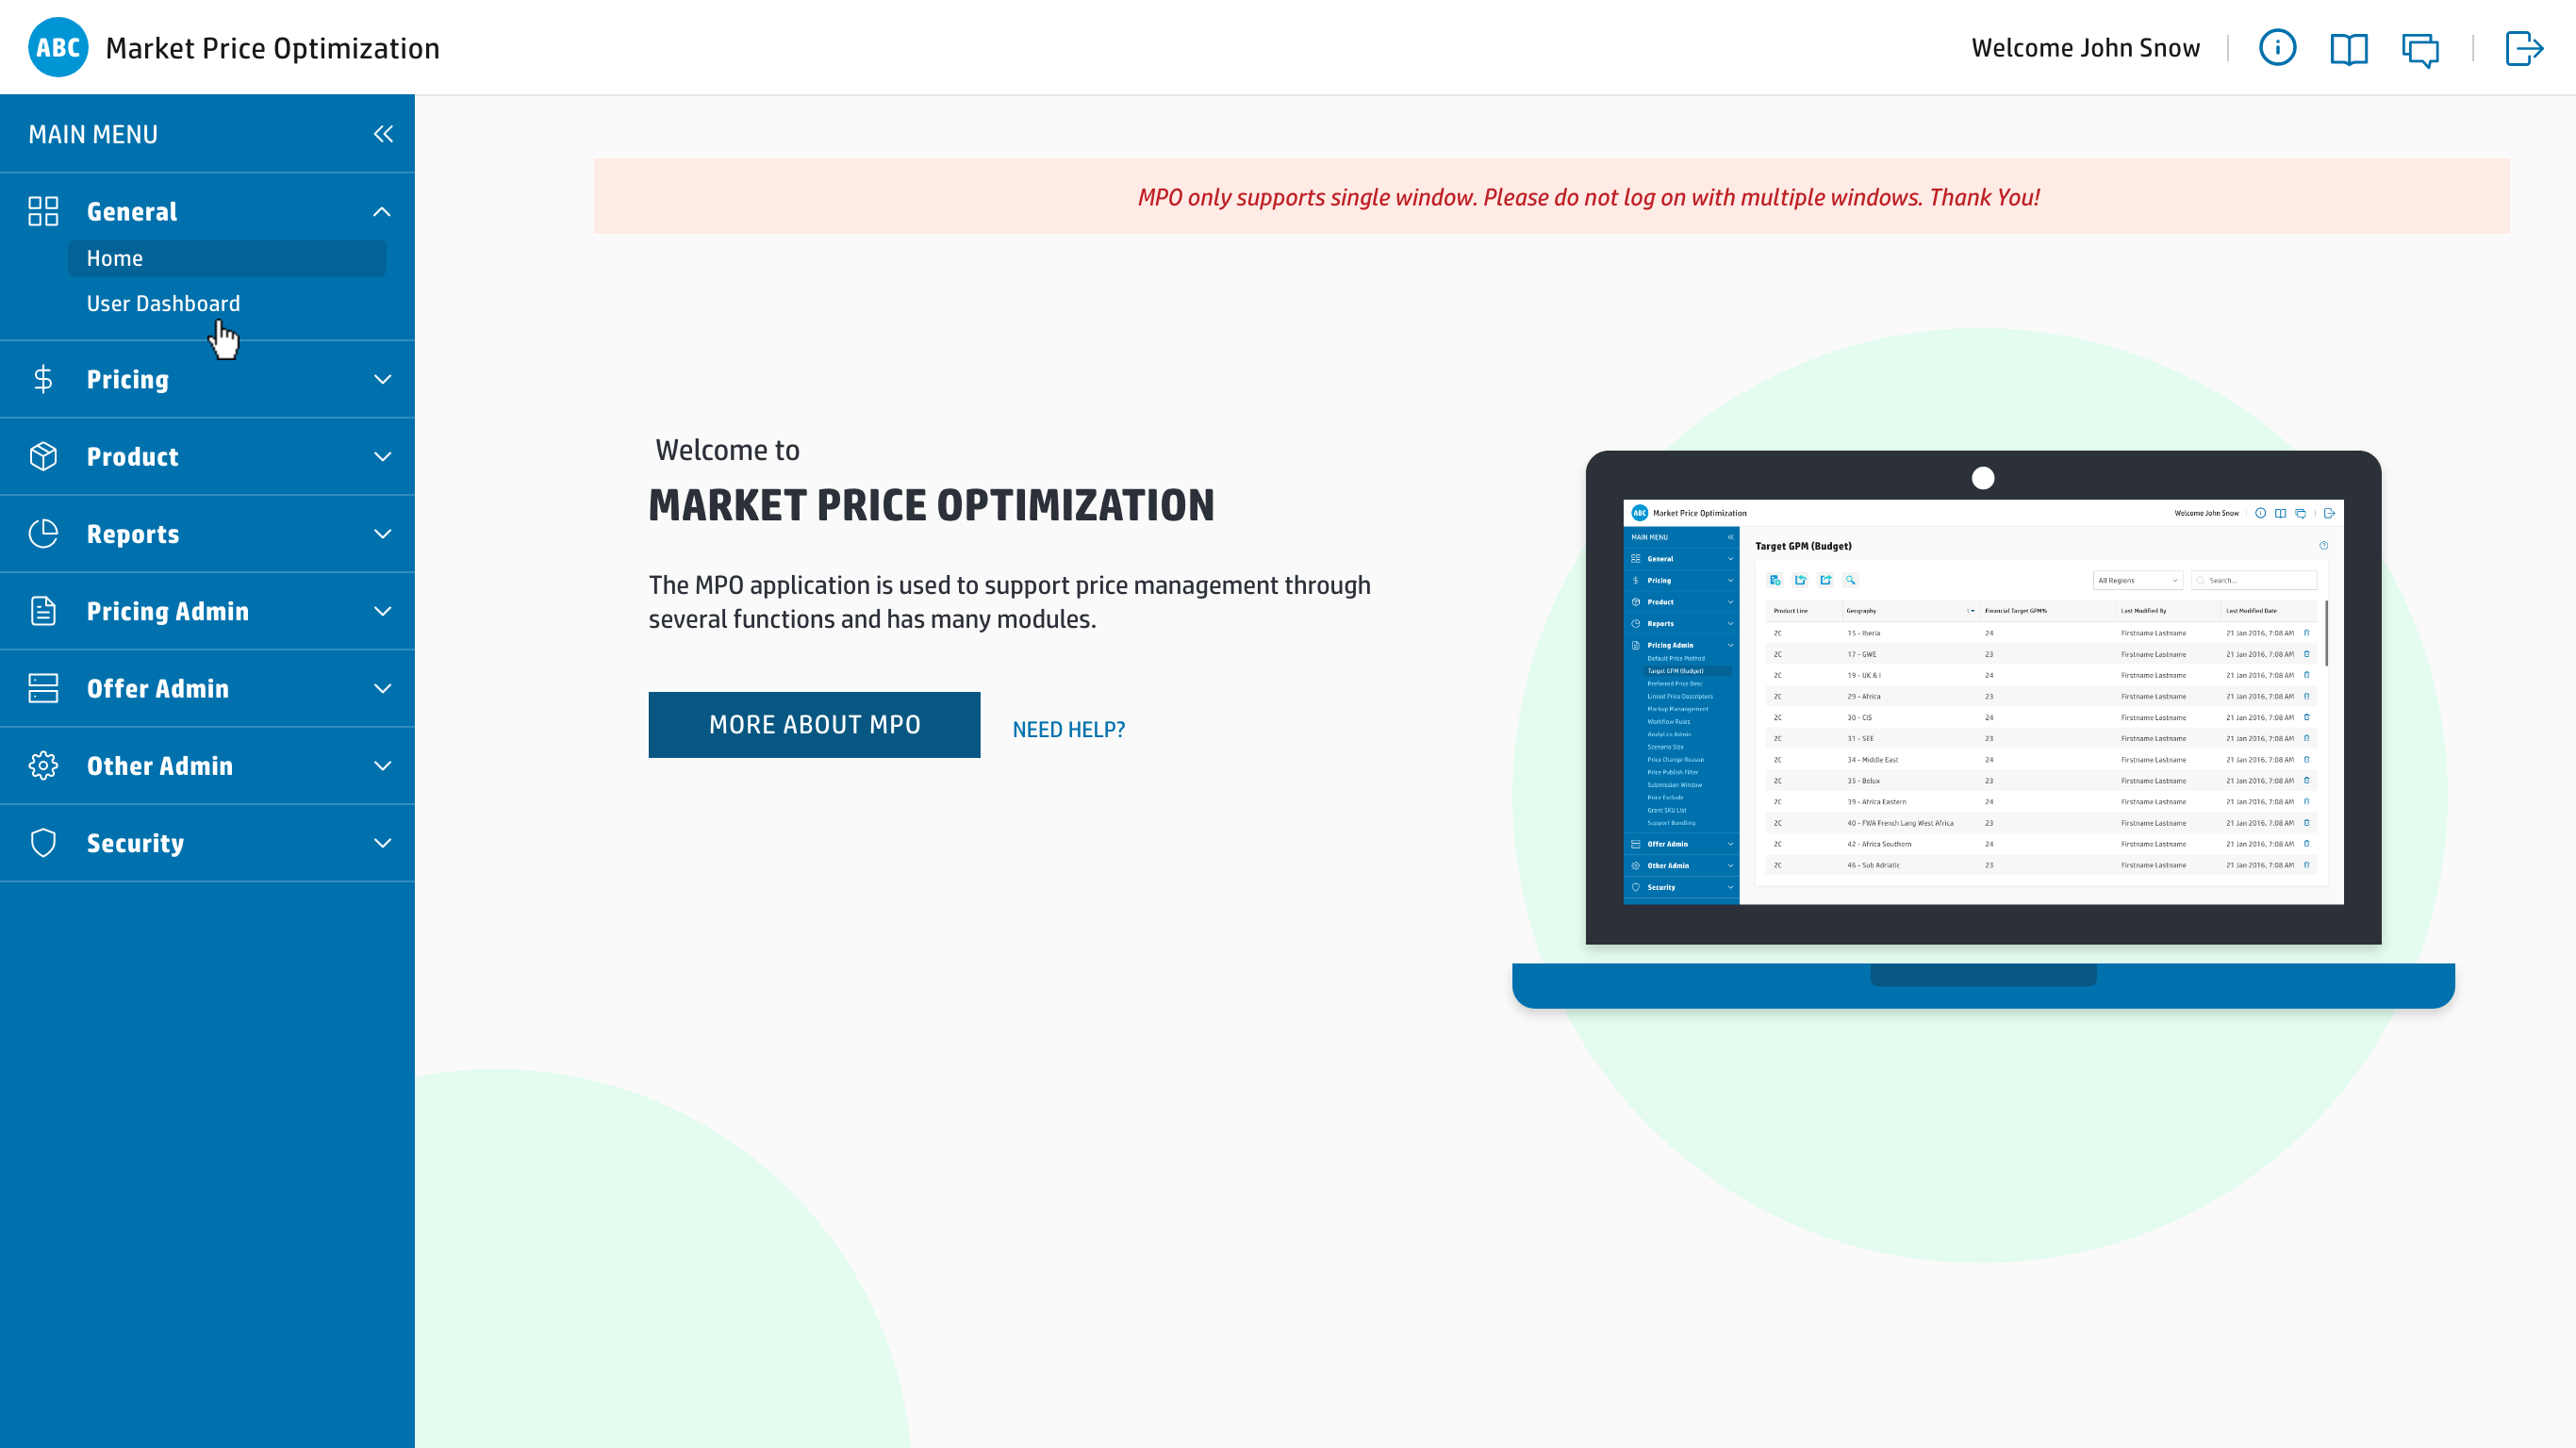 ABC Market Price Optimization
Welcome John Snow
MAIN MENU
General
Home
User Dashboard
Pricing
Product
Reports
Pricing Admin
Offer Admin
Other Admin
Security
MPO only supports single window. Please do not log on with multiple windows. Thank You!
Welcome to
MARKET PRICE OPTIMIZATION
The MPO application is used to support price management through
several functions and has many modules.
MORE ABOUT MPO
NEED HELP?
ABC Market Price Optimization
Welcome John Snow
MAIN MENU
General
Pricing
Product
Reports
Pricing Admin
Default Price Method
Target GPM (Budget)
Preferred Price Desc
Linked Price Descriptors
Markup Manangement
Workflow Rules
Analytics Admin
Scenario Size
Price Change Reason
Price Publish Filter
Submission Window
Price Exclude
Grant SKU List
Support Bundling
Offer Admin
Other Admin
Security
Target GPM (Budget)
All Regions
Search...
Product Line Geography 1 Financial Target GPM% Last Modified By Last Modified Date
2C 15 - Iberia 24 Firstname Lastname 21 Jan 2016, 7:08 AM
2C 17 - GWE 23 Firstname Lastname 21 Jan 2016, 7:08 AM
2C 19 - UK & I 24 Firstname Lastname 21 Jan 2016, 7:08 AM
2C 29 - Africa 23 Firstname Lastname 21 Jan 2016, 7:08 AM
2C 30 - CIS 24 Firstname Lastname 21 Jan 2016, 7:08 AM
2C 31 - SEE 23 Firstname Lastname 21 Jan 2016, 7:08 AM
2C 34 - Middle East 24 Firstname Lastname 21 Jan 2016, 7:08 AM
2C 35 - Belux 23 Firstname Lastname 21 Jan 2016, 7:08 AM
2C 39 - Africa Eastern 24 Firstname Lastname 21 Jan 2016, 7:08 AM
2C 40 - FWA French Lang West Africa 23 Firstname Lastname 21 Jan 2016, 7:08 AM
2C 42 - Africa Southern 24 Firstname Lastname 21 Jan 2016, 7:08 AM
2C 46 - Sub Adriatic 23 Firstname Lastname 21 Jan 2016, 7:08 AM